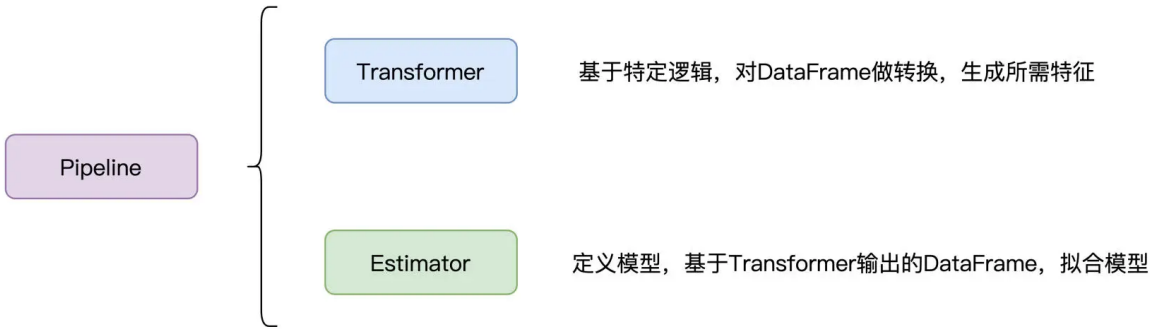 Transformer
基于特定逻辑，对DataFrame做转换，生成所需特征
Pipeline
Estimator
定义模型，基于Transformer输出的DataFrame，拟合模型